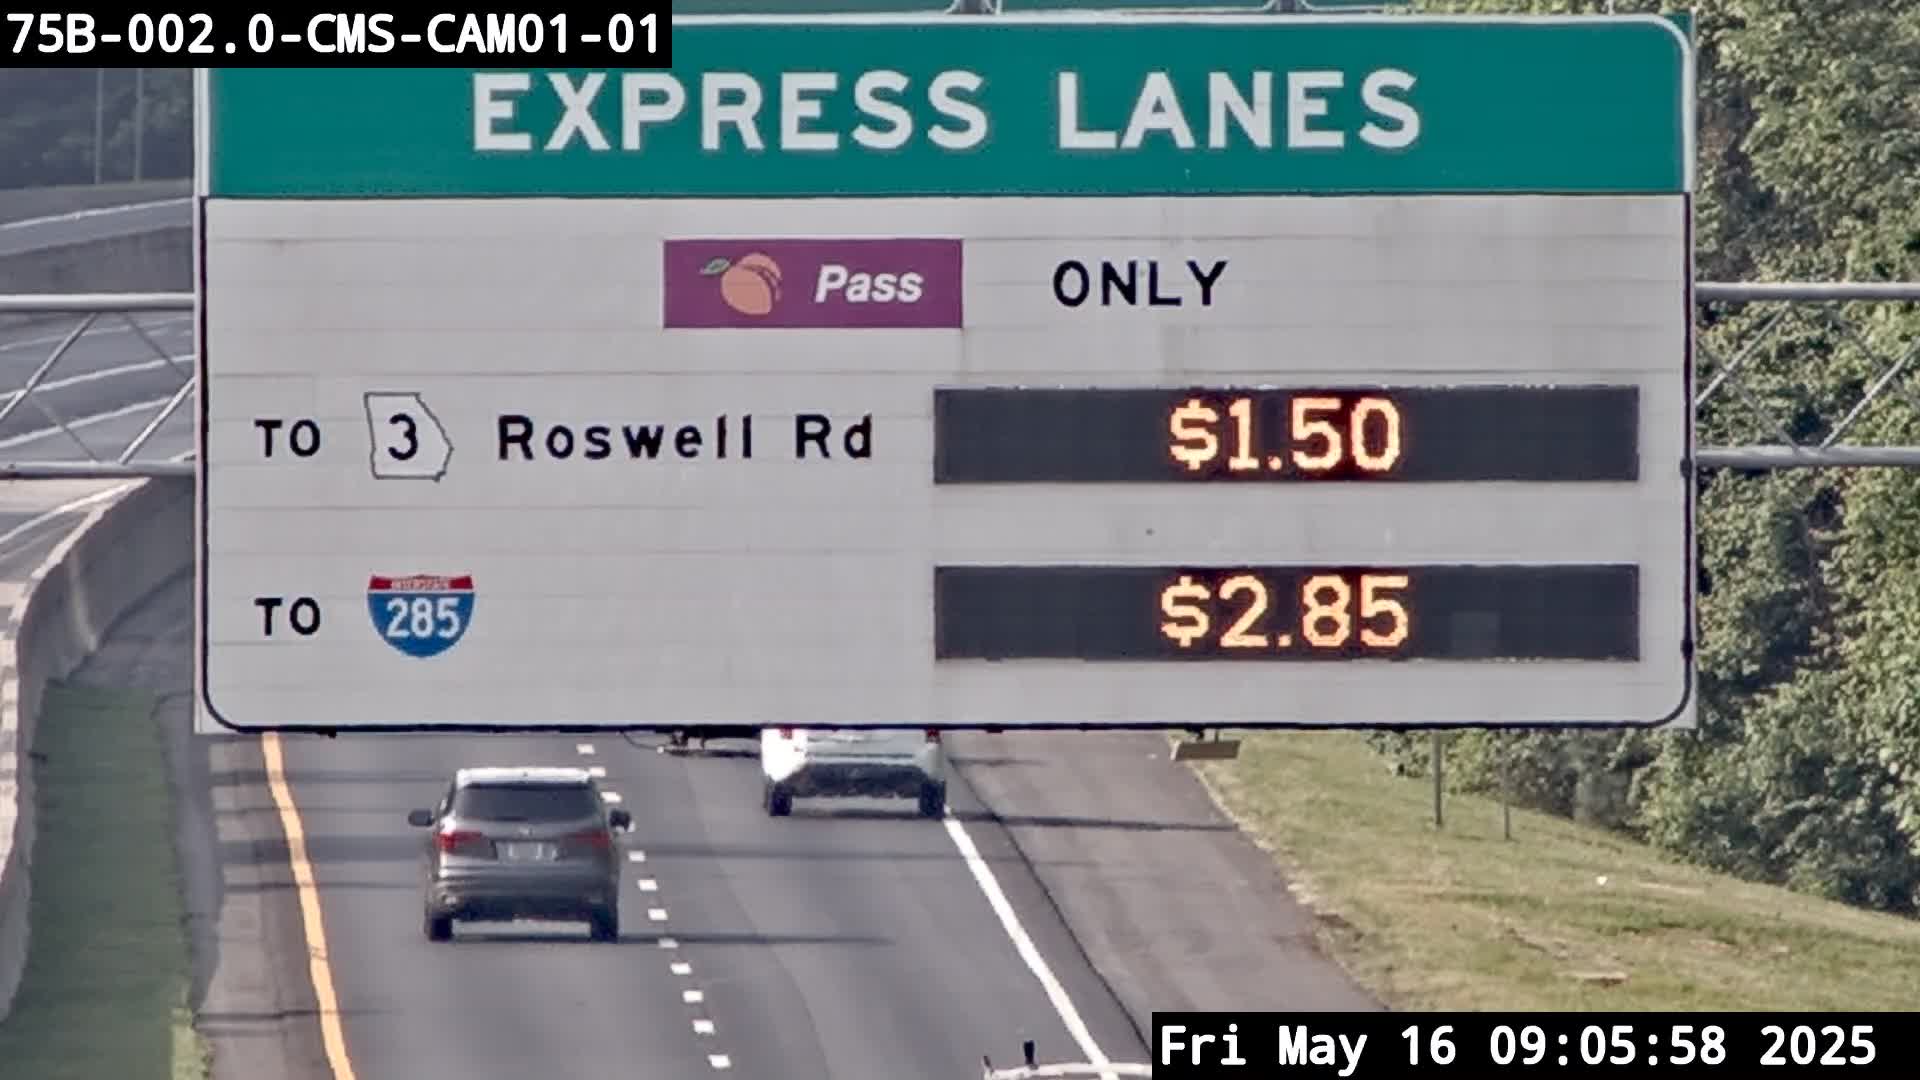 75B-002.0-CMS-CAM01-01
EXPRESS LANES
Pass ONLY
TO 3 Roswell Rd $1.50
INTERSTATE
TO 285 $2.85
Fri May 16 09:05:58 2025